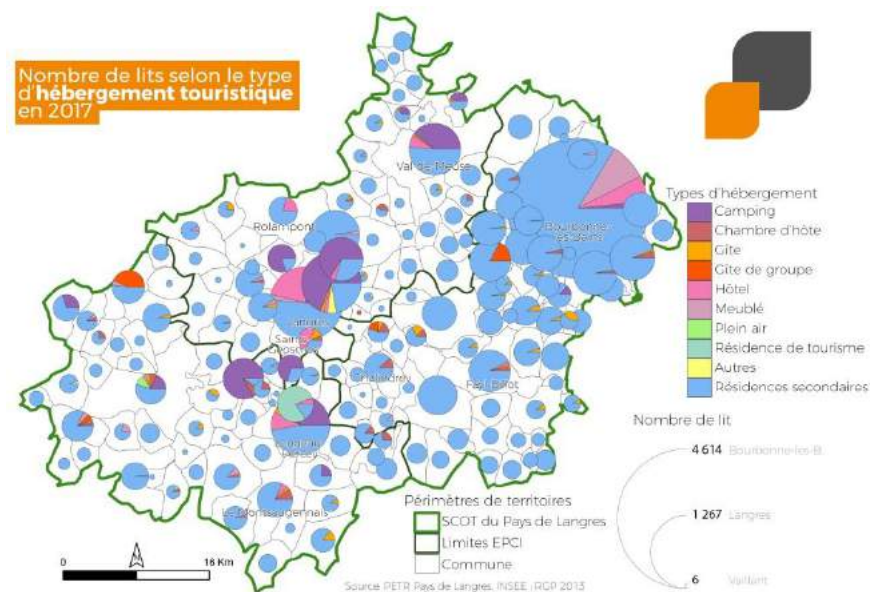 Nombre de lits selon le type
d'hébergement touristique
en 2017
Val de Meuse
Rolampont
Bourbonne-
les-Bains
Langres
Saints-
Geosmes
Chalindrey
Fayl-Billot
Le Montsaugeonnais
Types d'hébergement
Camping
Chambre d'hôte
Gîte
Gîte de groupe
Hôtel
Meublé
Plein air
Résidence de tourisme
Autres
Résidences secondaires
Nombre de lit
4 614 Bourbonne-les-B.
1 267 Langres
6 Vaillant
Périmètres de territoires
SCOT du Pays de Langres
Limites EPCI
Commune
0 16 Km
Source: PETR Pays de Langres, INSEE, RGP 2013